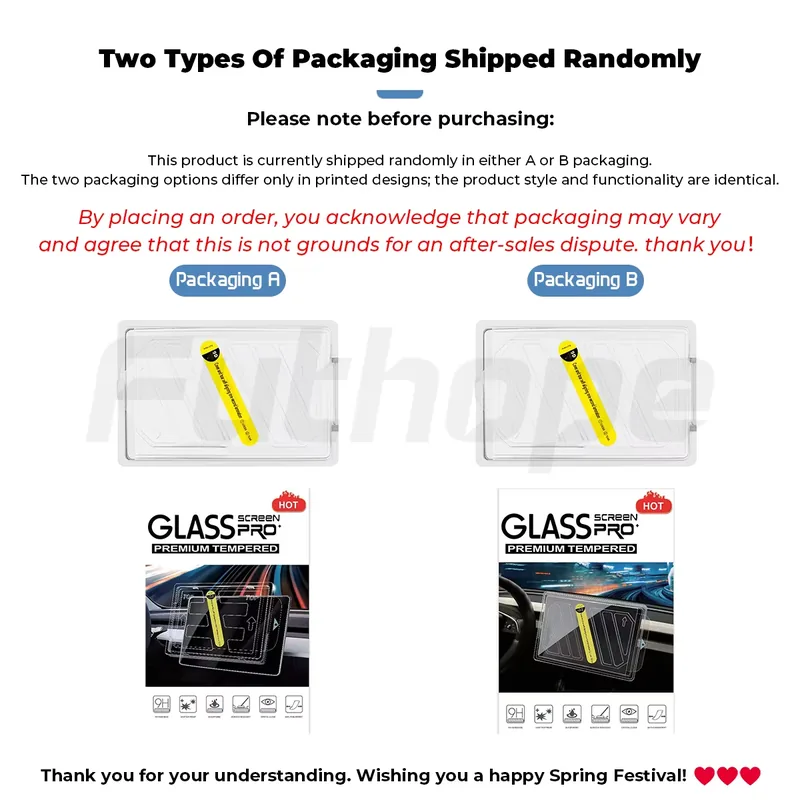 Two Types Of Packaging Shipped Randomly
Please note before purchasing:
This product is currently shipped randomly in either A or B packaging.
The two packaging options differ only in printed designs; the product style and functionality are identical.
By placing an order, you acknowledge that packaging may vary
and agree that this is not grounds for an after-sales dispute. thank you!
Packaging A
Packaging B
Futhope
HOT
GLASS SCREEN PRO+
PREMIUM TEMPERED
9H
HOT
GLASS SCREEN PRO+
PREMIUM TEMPERED
9H
Thank you for your understanding. Wishing you a happy Spring Festival! ❤❤❤